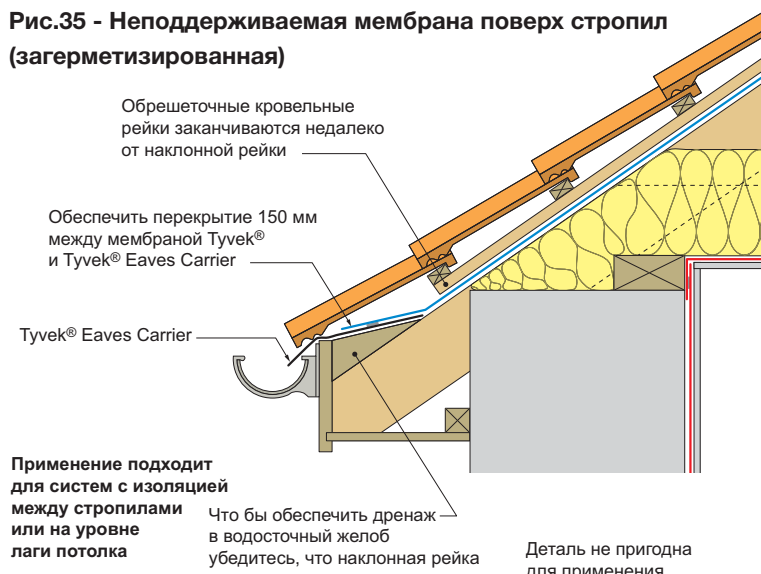 Рис.35 - Неподдерживаемая мембрана поверх стропил
(загерметизированная)
Обрешеточные кровельные
рейки заканчиваются недалеко
от наклонной рейки
Обеспечить перекрытие 150 мм
между мембраной Tyvek®
и Tyvek® Eaves Carrier
Tyvek® Eaves Carrier
Применение подходит
для систем с изоляцией
между стропилами
или на уровне
лаги потолка
Что бы обеспечить дренаж
в водосточный желоб
убедитесь, что наклонная рейка
Деталь не пригодна
для применения